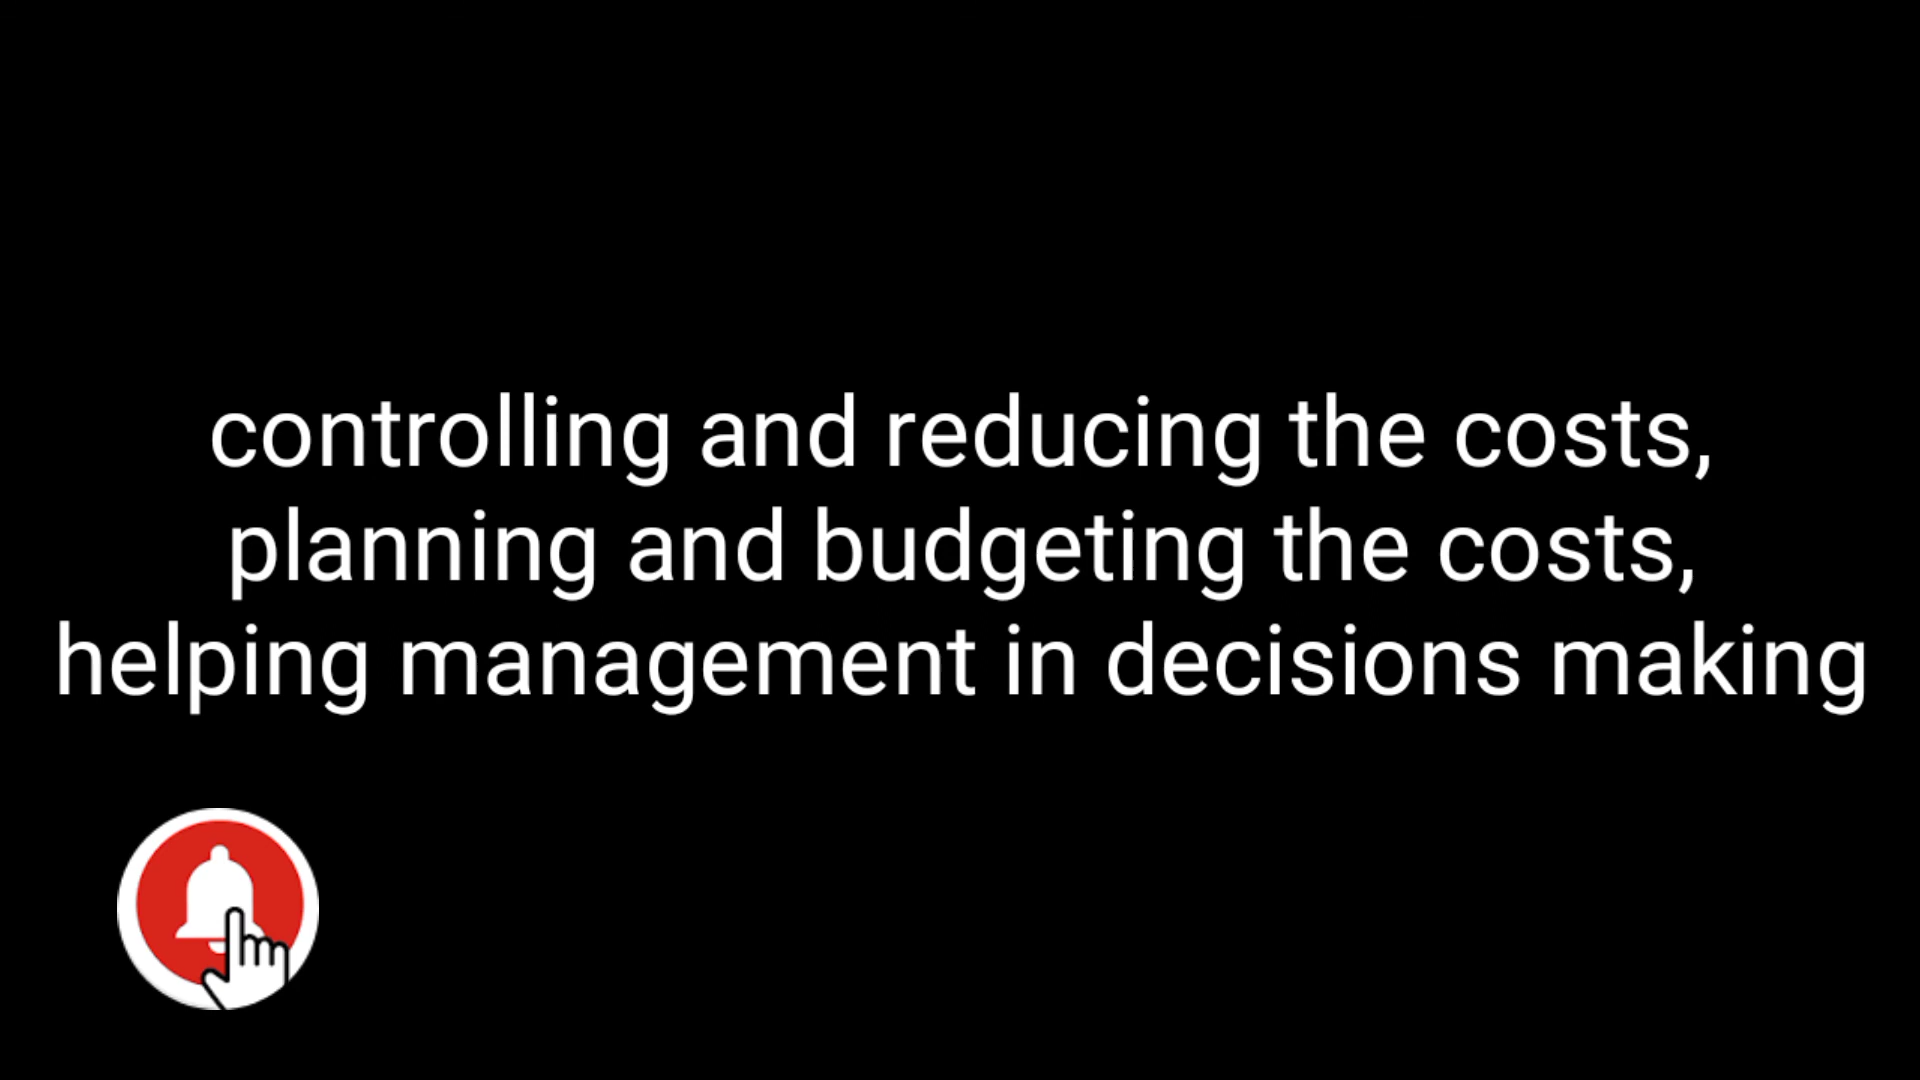 controlling and reducing the costs,
planning and budgeting the costs,
helping management in decisions making